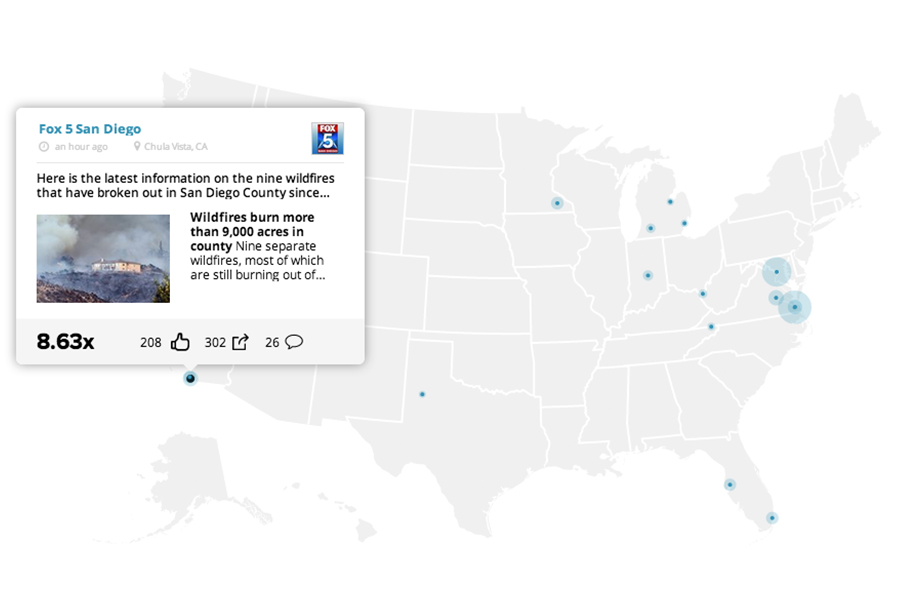 Fox 5 San Diego
an hour ago Chula Vista, CA
FOX
5
Here is the latest information on the nine wildfires
that have broken out in San Diego County since...
Wildfires burn more
than 9,000 acres in
county Nine separate
wildfires, most of which
are still burning out of...
8.63x 208 302 26